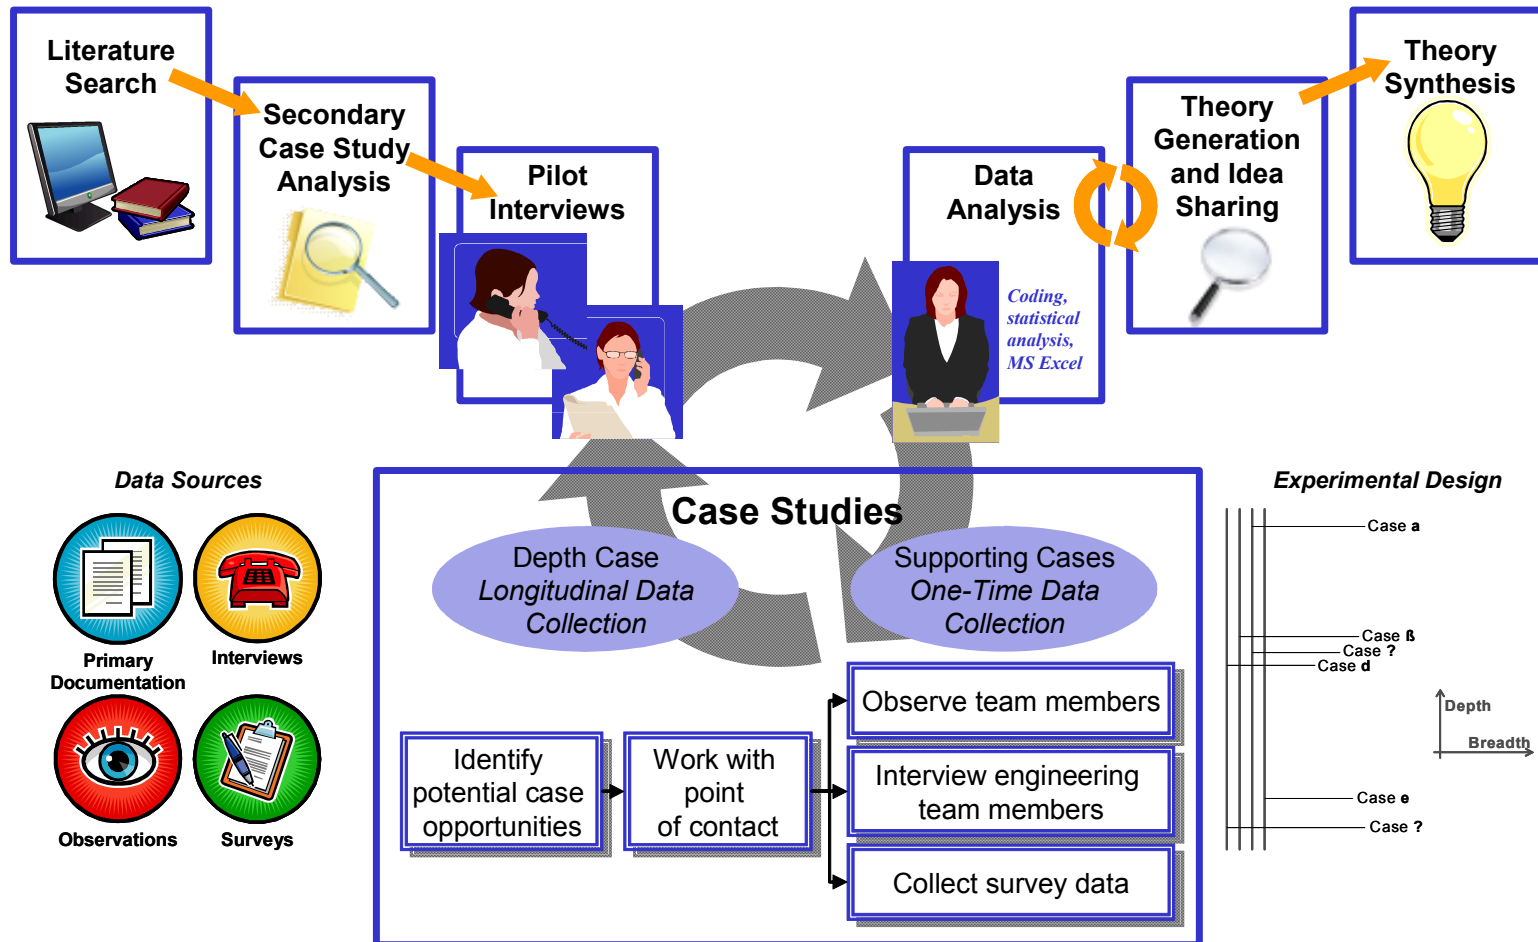 Literature
Search
Secondary
Case Study
Analysis
Pilot
Interviews
Data
Analysis
Coding,
statistical
analysis,
MS Excel
Theory
Generation
and Idea
Sharing
Theory
Synthesis
Data Sources
Primary
Documentation
Interviews
Observations
Surveys
Case Studies
Depth Case
Longitudinal Data
Collection
Supporting Cases
One-Time Data
Collection
Identify
potential case
opportunities
Work with
point
of contact
Observe team members
Interview engineering
team members
Collect survey data
Experimental Design
Case a
Case ß
Case ?
Case d
Depth
Breadth
Case e
Case ?